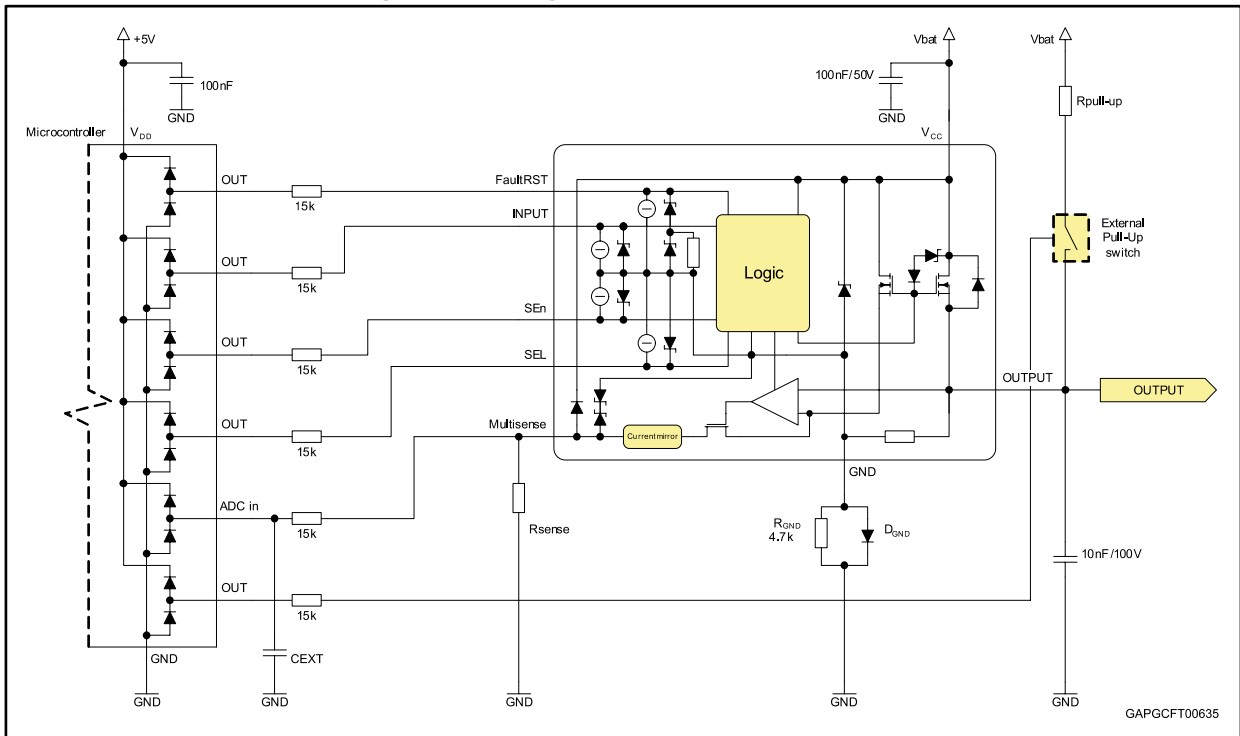 +5V
100nF
GND
Vbat
100nF/50V
GND
Vbat
Rpull-up
Microcontroller
VDD
VCC
OUT
15k
FaultRST
INPUT
OUT
15k
Logic
External
Pull-Up
switch
SEn
OUT
15k
SEL
OUT
15k
OUTPUT
OUTPUT
Multisense
Currentmirror
GND
ADC in
15k
Rsense
RGND
4.7k
DGND
10nF/100V
OUT
15k
GND
CEXT
GND
GND
GND
GND
GND
GAPGCFT00635